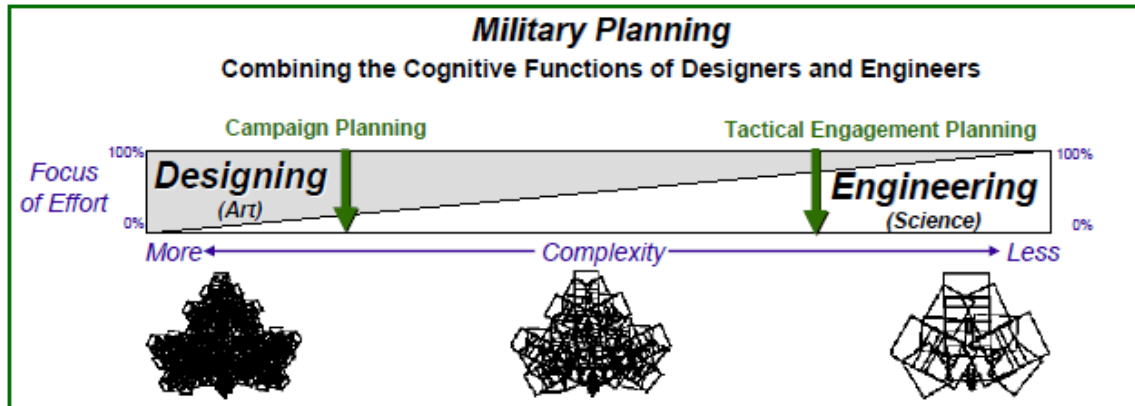 Military Planning
Combining the Cognitive Functions of Designers and Engineers
Campaign Planning
Tactical Engagement Planning
Focus
of Effort
100%
0%
Designing
(Art)
Engineering
(Science)
100%
0%
More
Complexity
Less